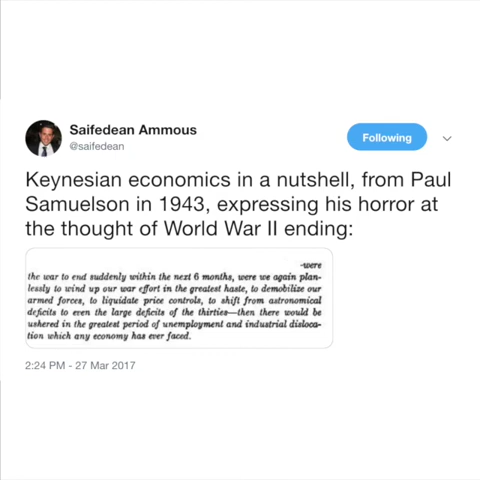 Saifedean Ammous
@saifedean
Following
Keynesian economics in a nutshell, from Paul
Samuelson in 1943, expressing his horror at
the thought of World War II ending:
-were
the war to end suddenly within the next 6 months, were we again plan-
lessly to wind up our war effort in the greatest haste, to demobilize our
armed forces, to liquidate price controls, to shift from astronomical
deficits to even the large deficits of the thirties—then there would be
ushered in the greatest period of unemployment and industrial disloca-
tion which any economy has ever faced.
2:24 PM - 27 Mar 2017